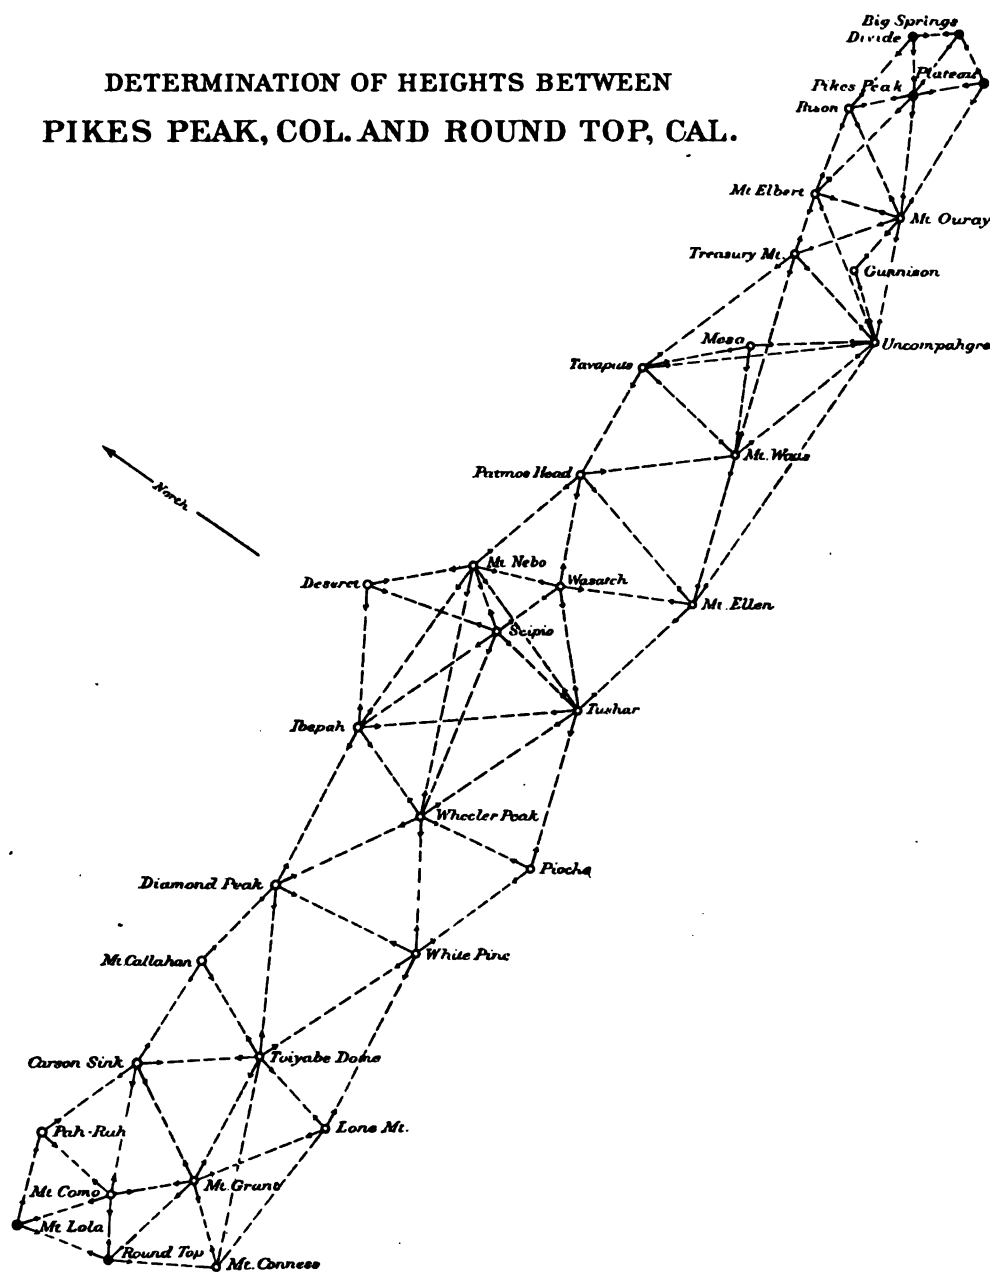 Big Springs
Divide
DETERMINATION OF HEIGHTS BETWEEN
Plateau
Pikes Peak
Bison
PIKES PEAK, COL. AND ROUND TOP, CAL.
Mt Elbert
Mt. Ouray
Treasury Mt.
Gunnison
Mesa
Uncompahgre
Tavaputs
Mt. Waas
Patmos Head
North
Mt Nebo
Deseret
Wasatch
Mt. Ellen
Scipio
Tushar
Ibepah
Wheeler Peak
Pioche
Diamond Peak
White Pine
Mt. Callahan
Toiyabe Dome
Carson Sink
Lone Mt.
Pah-Rah
Mt. Grant
Mt Como
Mt Lola
Round Top
Mt. Conness